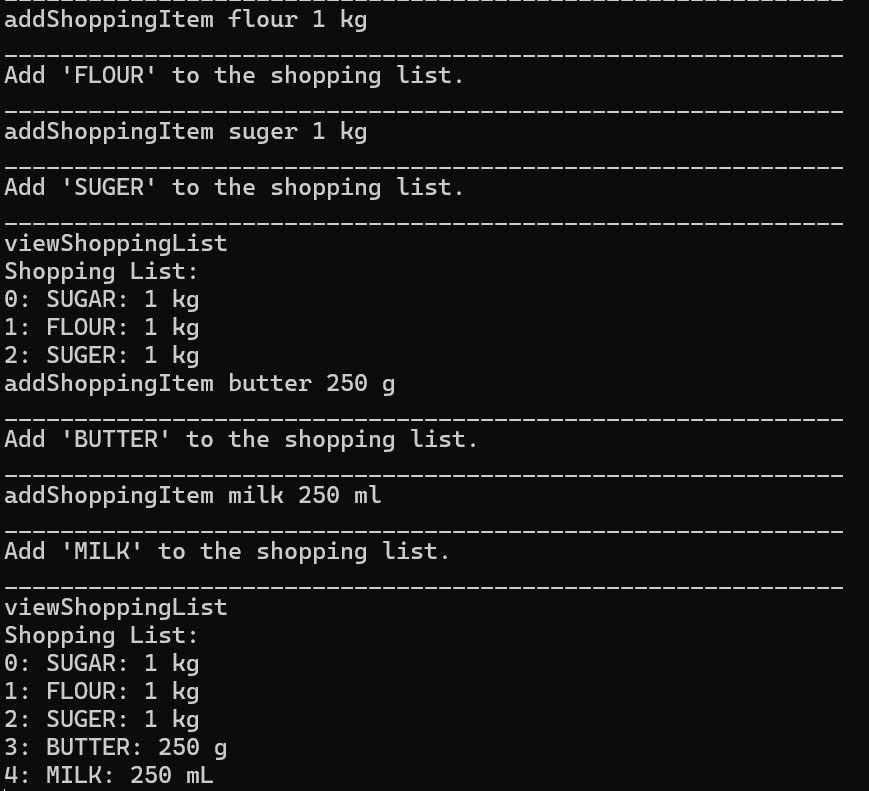 addShoppingItem flour 1 kg
____________________________________________________________
Add 'FLOUR' to the shopping list.
____________________________________________________________
addShoppingItem suger 1 kg
____________________________________________________________
Add 'SUGER' to the shopping list.
____________________________________________________________
viewShoppingList
Shopping List:
0: SUGAR: 1 kg
1: FLOUR: 1 kg
2: SUGER: 1 kg
addShoppingItem butter 250 g
____________________________________________________________
Add 'BUTTER' to the shopping list.
____________________________________________________________
addShoppingItem milk 250 ml
____________________________________________________________
Add 'MILK' to the shopping list.
____________________________________________________________
viewShoppingList
Shopping List:
0: SUGAR: 1 kg
1: FLOUR: 1 kg
2: SUGER: 1 kg
3: BUTTER: 250 g
4: MILK: 250 mL